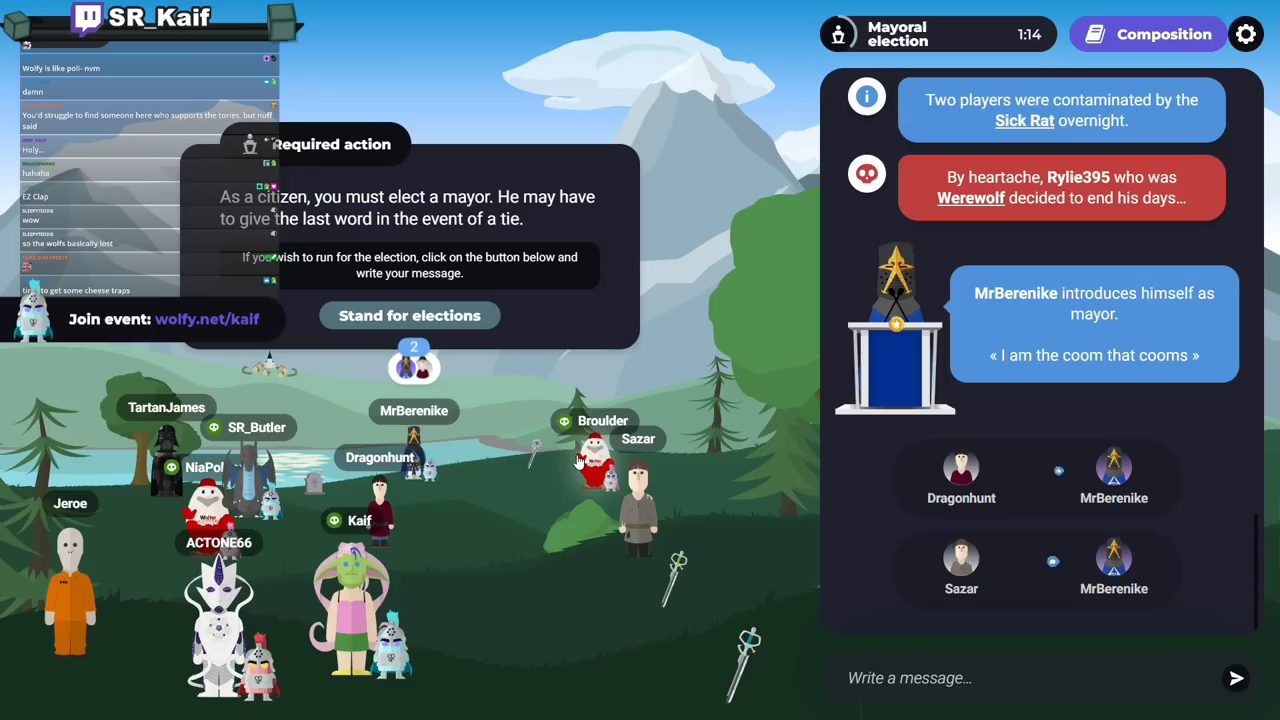 SR_Kaif
Wolfy is like poli- nvm
damn
You'd struggle to find someone here who supports the tories, but nuff
said
Holy...
hahaha
EZ Clap
SLEEPYTEDDIE
wow
SLEEPYTEDDIE
so the wolfs basically lost
time to get some cheese traps
Required action
As a citizen, you must elect a mayor. He may have
to give the last word in the event of a tie.
If you wish to run for the election, click on the button below and
write your message.
Stand for elections
Join event: wolfy.net/kaif
2
TartanJames
SR_Butler
MrBerenike
Broulder
Sazar
NiaPol
Dragonhunt
Jeroe
Kaif
ACTONE66
Mayoral
election
1:14
Composition
Two players were contaminated by the
Sick Rat overnight.
By heartache, Rylie395 who was
Werewolf decided to end his days...
MrBerenike introduces himself as
mayor.
« I am the coom that cooms »
Dragonhunt
MrBerenike
Sazar
MrBerenike
Write a message...